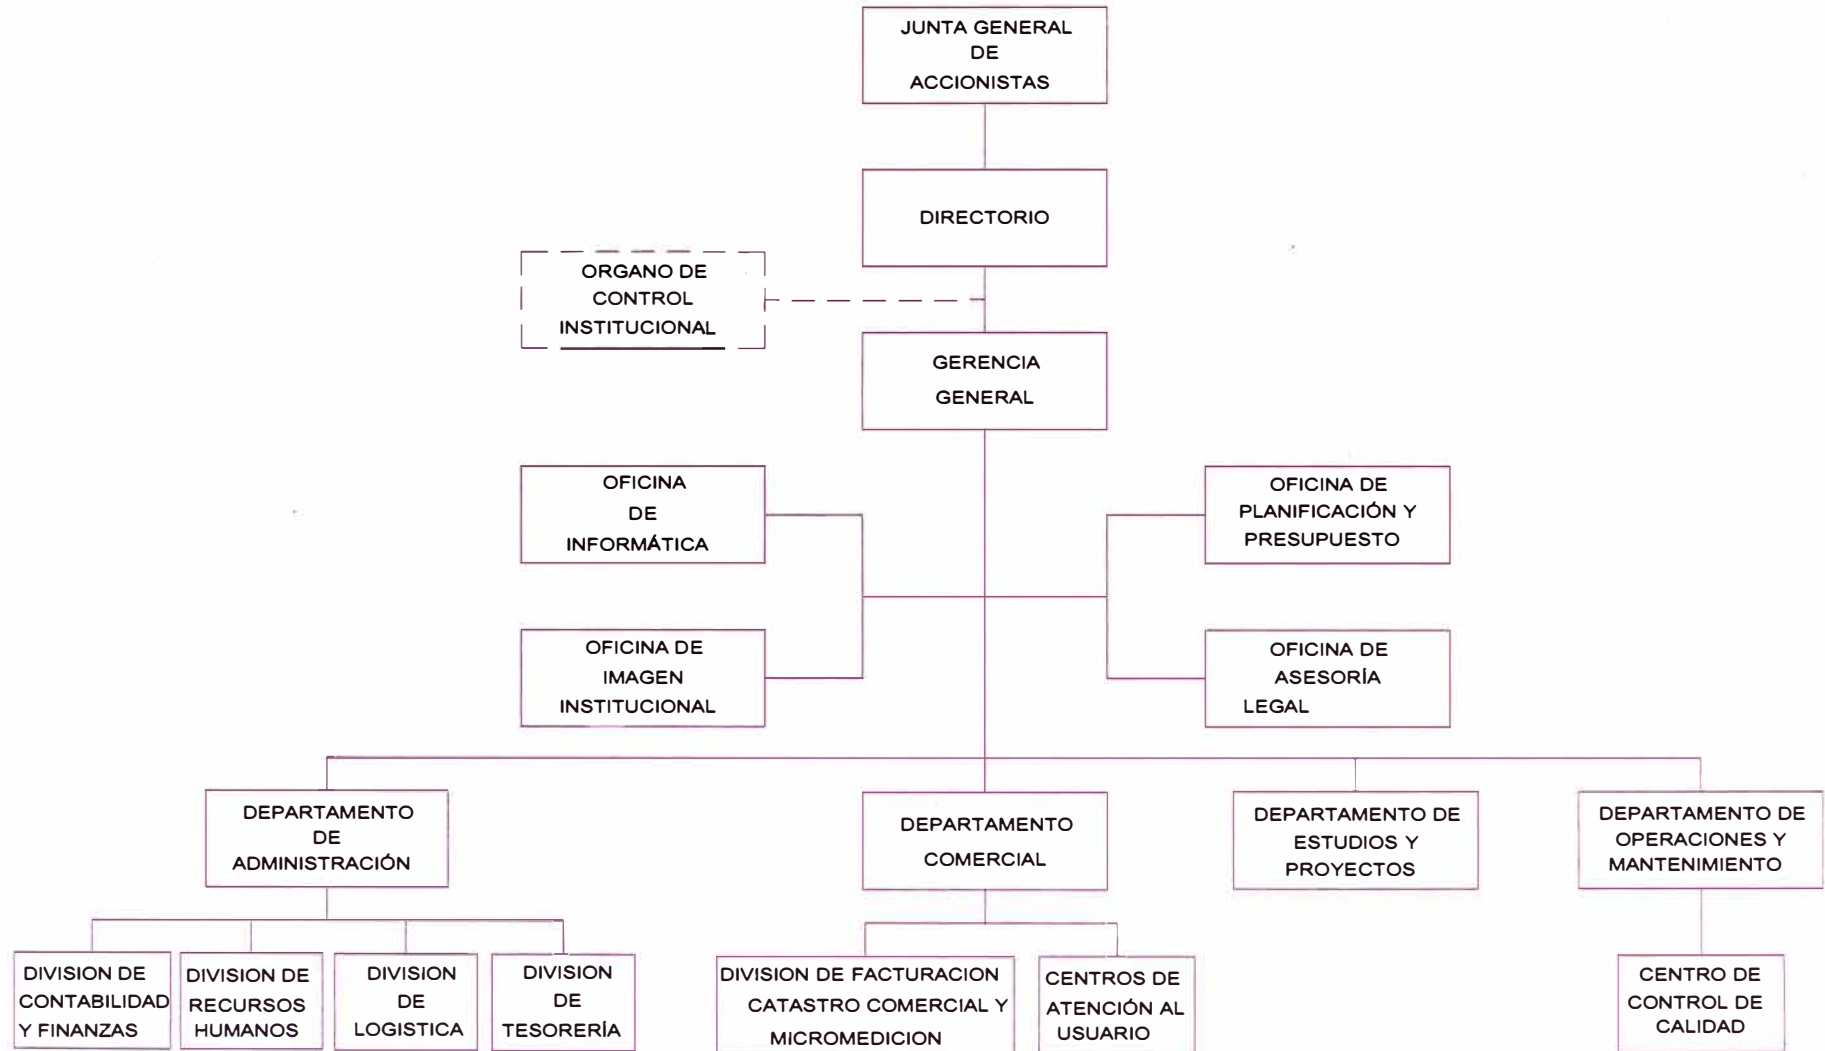 JUNTA GENERAL
DE
ACCIONISTAS
DIRECTORIO
ORGANO DE
CONTROL
INSTITUCIONAL
GERENCIA
GENERAL
OFICINA
DE
INFORMÁTICA
OFICINA DE
PLANIFICACIÓN Y
PRESUPUESTO
OFICINA DE
IMAGEN
INSTITUCIONAL
OFICINA DE
ASESORÍA
LEGAL
DEPARTAMENTO
DE
ADMINISTRACIÓN
DEPARTAMENTO
COMERCIAL
DEPARTAMENTO DE
ESTUDIOS Y
PROYECTOS
DEPARTAMENTO DE
OPERACIONES Y
MANTENIMIENTO
DIVISION DE
CONTABILIDAD
Y FINANZAS
DIVISION DE
RECURSOS
HUMANOS
DIVISION
DE
LOGISTICA
DIVISION
DE
TESORERÍA
DIVISION DE FACTURACION
CATASTRO COMERCIAL Y
MICROMEDICION
CENTROS DE
ATENCIÓN AL
USUARIO
CENTRO DE
CONTROL DE
CALIDAD